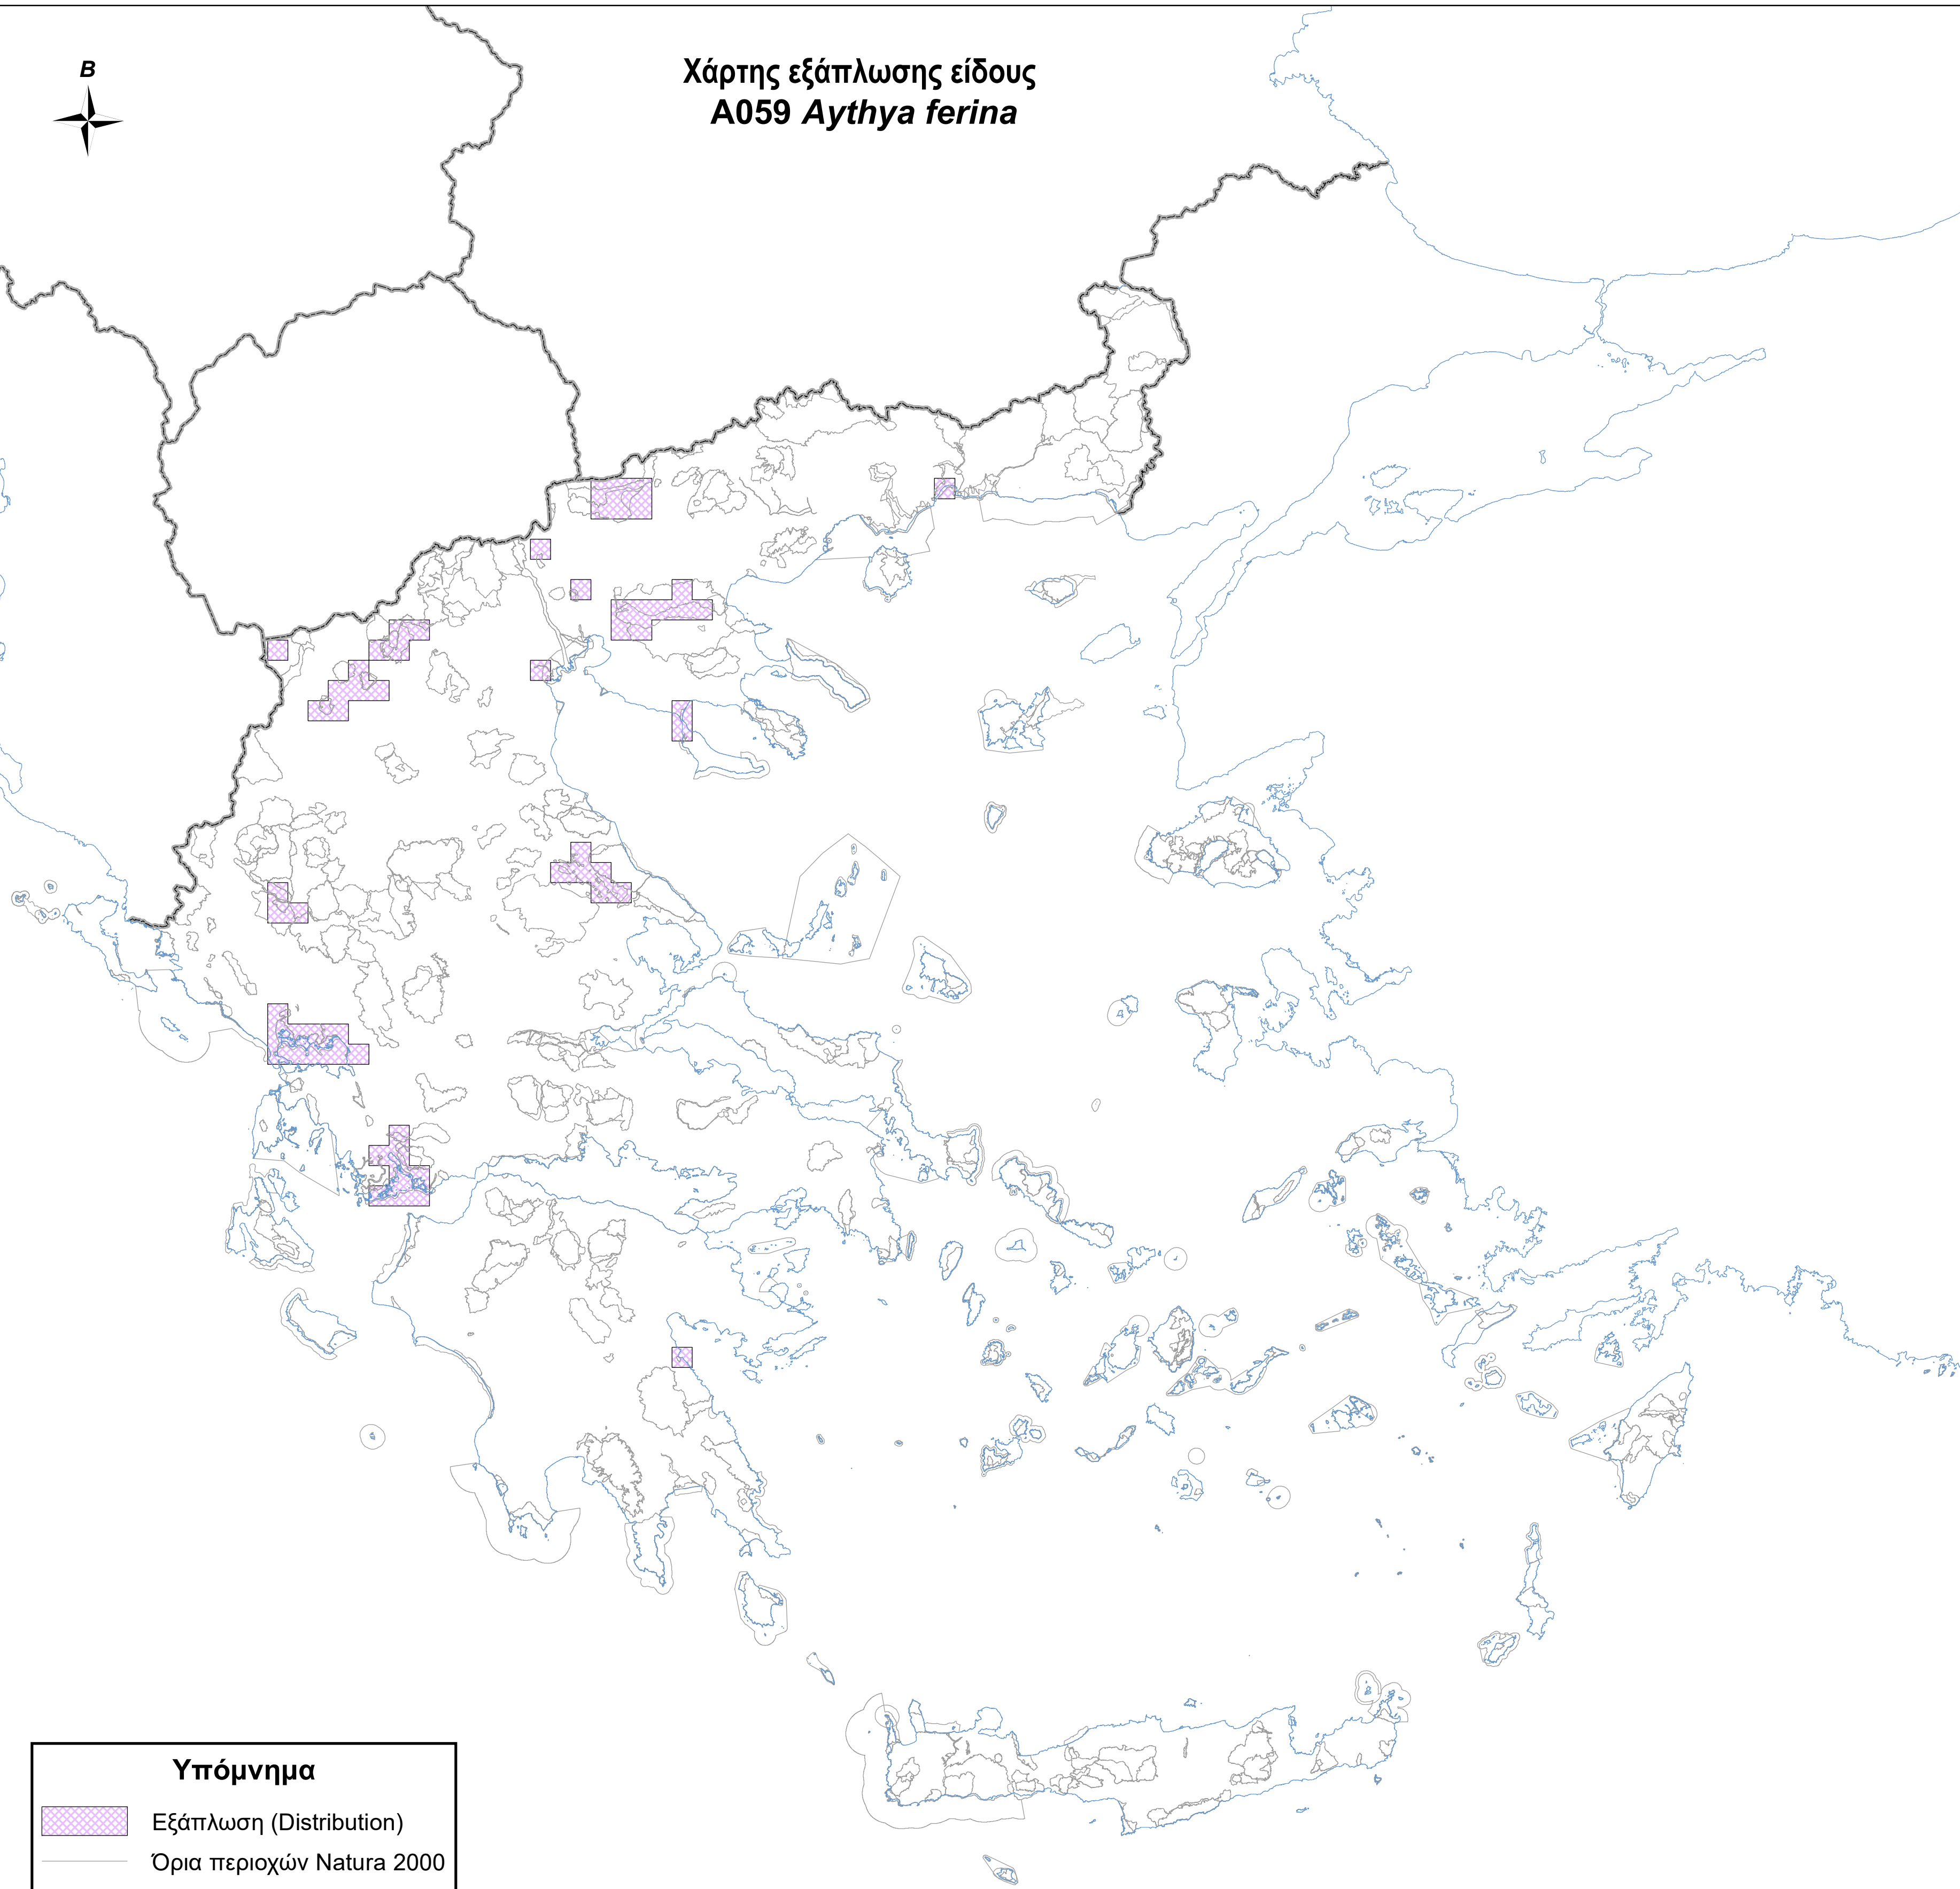 B
Χάρτης εξάπλωσης είδους
A059 Aythya ferina
Υπόμνημα
Εξάπλωση (Distribution)
Όρια περιοχών Natura 2000